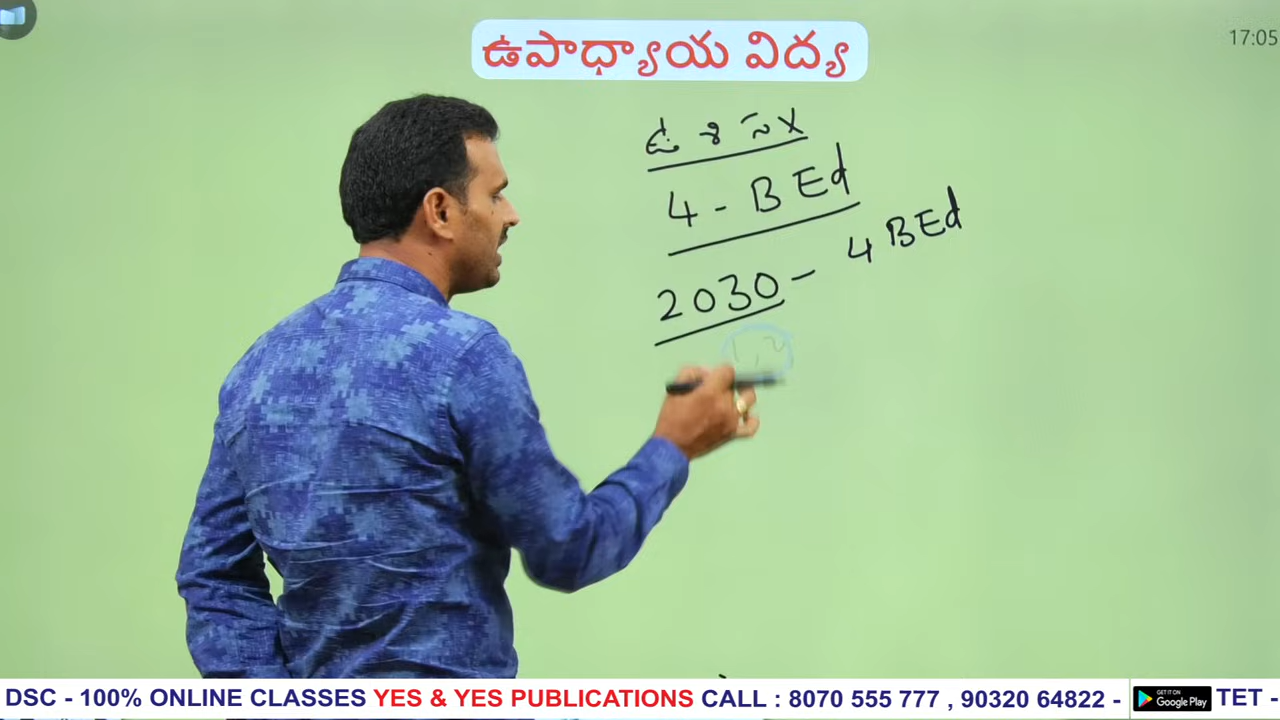 17:05
ఉపాధ్యాయ విద్య
4 - BEd
2030 - 4 BEd
DSC - 100% ONLINE CLASSES YES & YES PUBLICATIONS CALL : 8070 555 777 , 90320 64822 - GET IT ON Google Play TET -